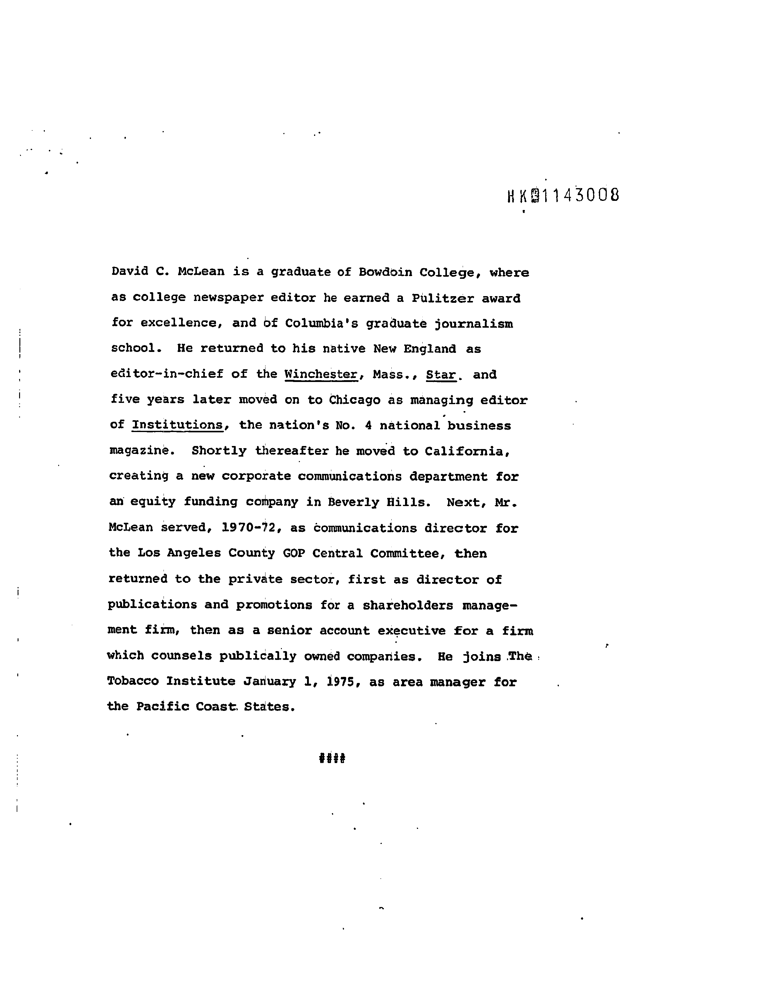 HK01143008
David C. McLean is a graduate of Bowdoin College, where
as college newspaper editor he earned a Pulitzer award
for excellence, and of Columbia's graduate journalism
school. He returned to his native New England as
editor-in-chief of the Winchester, Mass., Star. and
five years later moved on to Chicago as managing editor
of Institutions, the nation's No. 4 national business
magazine. Shortly thereafter he moved to California,
creating a new corporate communications department for
an equity funding company in Beverly Hills. Next, Mr.
McLean served, 1970-72, as communications director for
the Los Angeles County GOP Central Committee, then
returned to the private sector, first as director of
publications and promotions for a shareholders manage-
ment firm, then as a senior account executive for a firm
which counsels publically owned companies. He joins The
Tobacco Institute January 1, 1975, as area manager for
the Pacific Coast States.
####